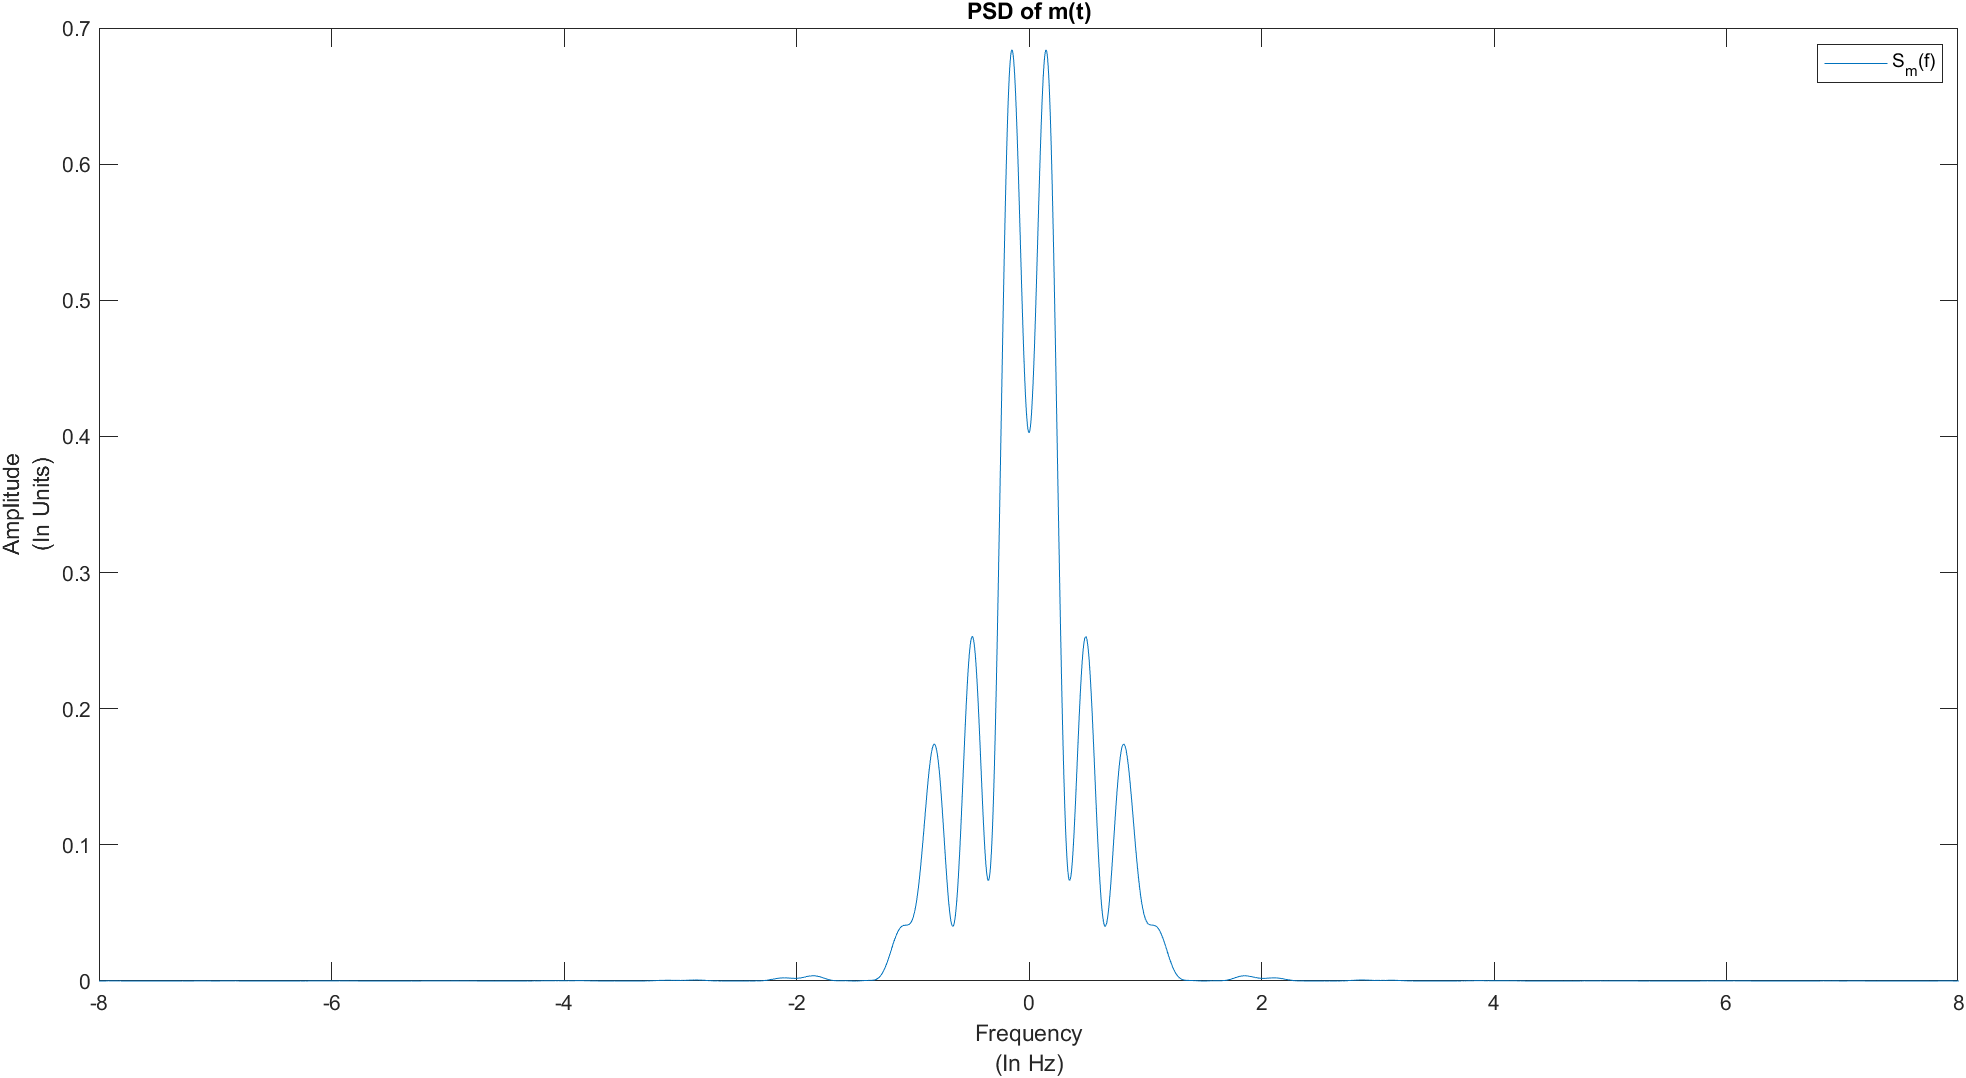 PSD of m(t)
S_m(f)
0.7
0.6
0.5
0.4
0.3
0.2
0.1
0
Amplitude
(In Units)
-8 -6 -4 -2 0 2 4 6 8
Frequency
(In Hz)